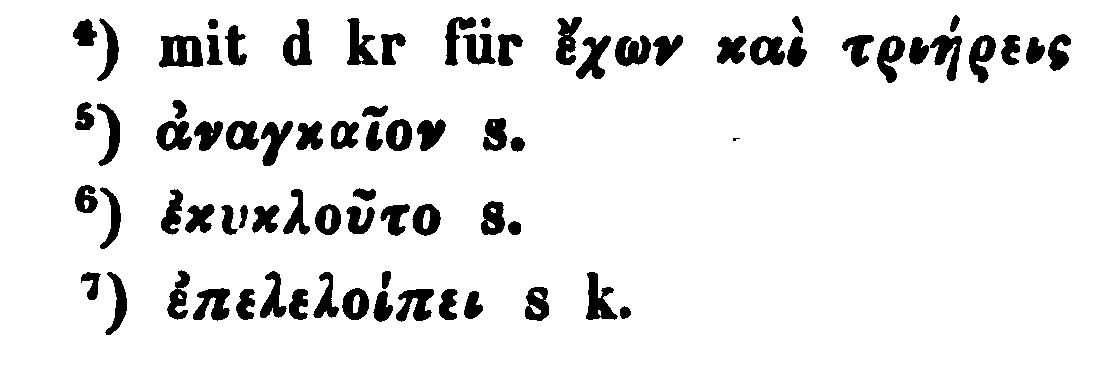 ⁴) mit d kr für ἔχων καὶ τριήρεις
⁵) ἀναγκαῖον s.
⁶) ἐκυκλοῦτο s.
⁷) ἐπελελοίπει s k.